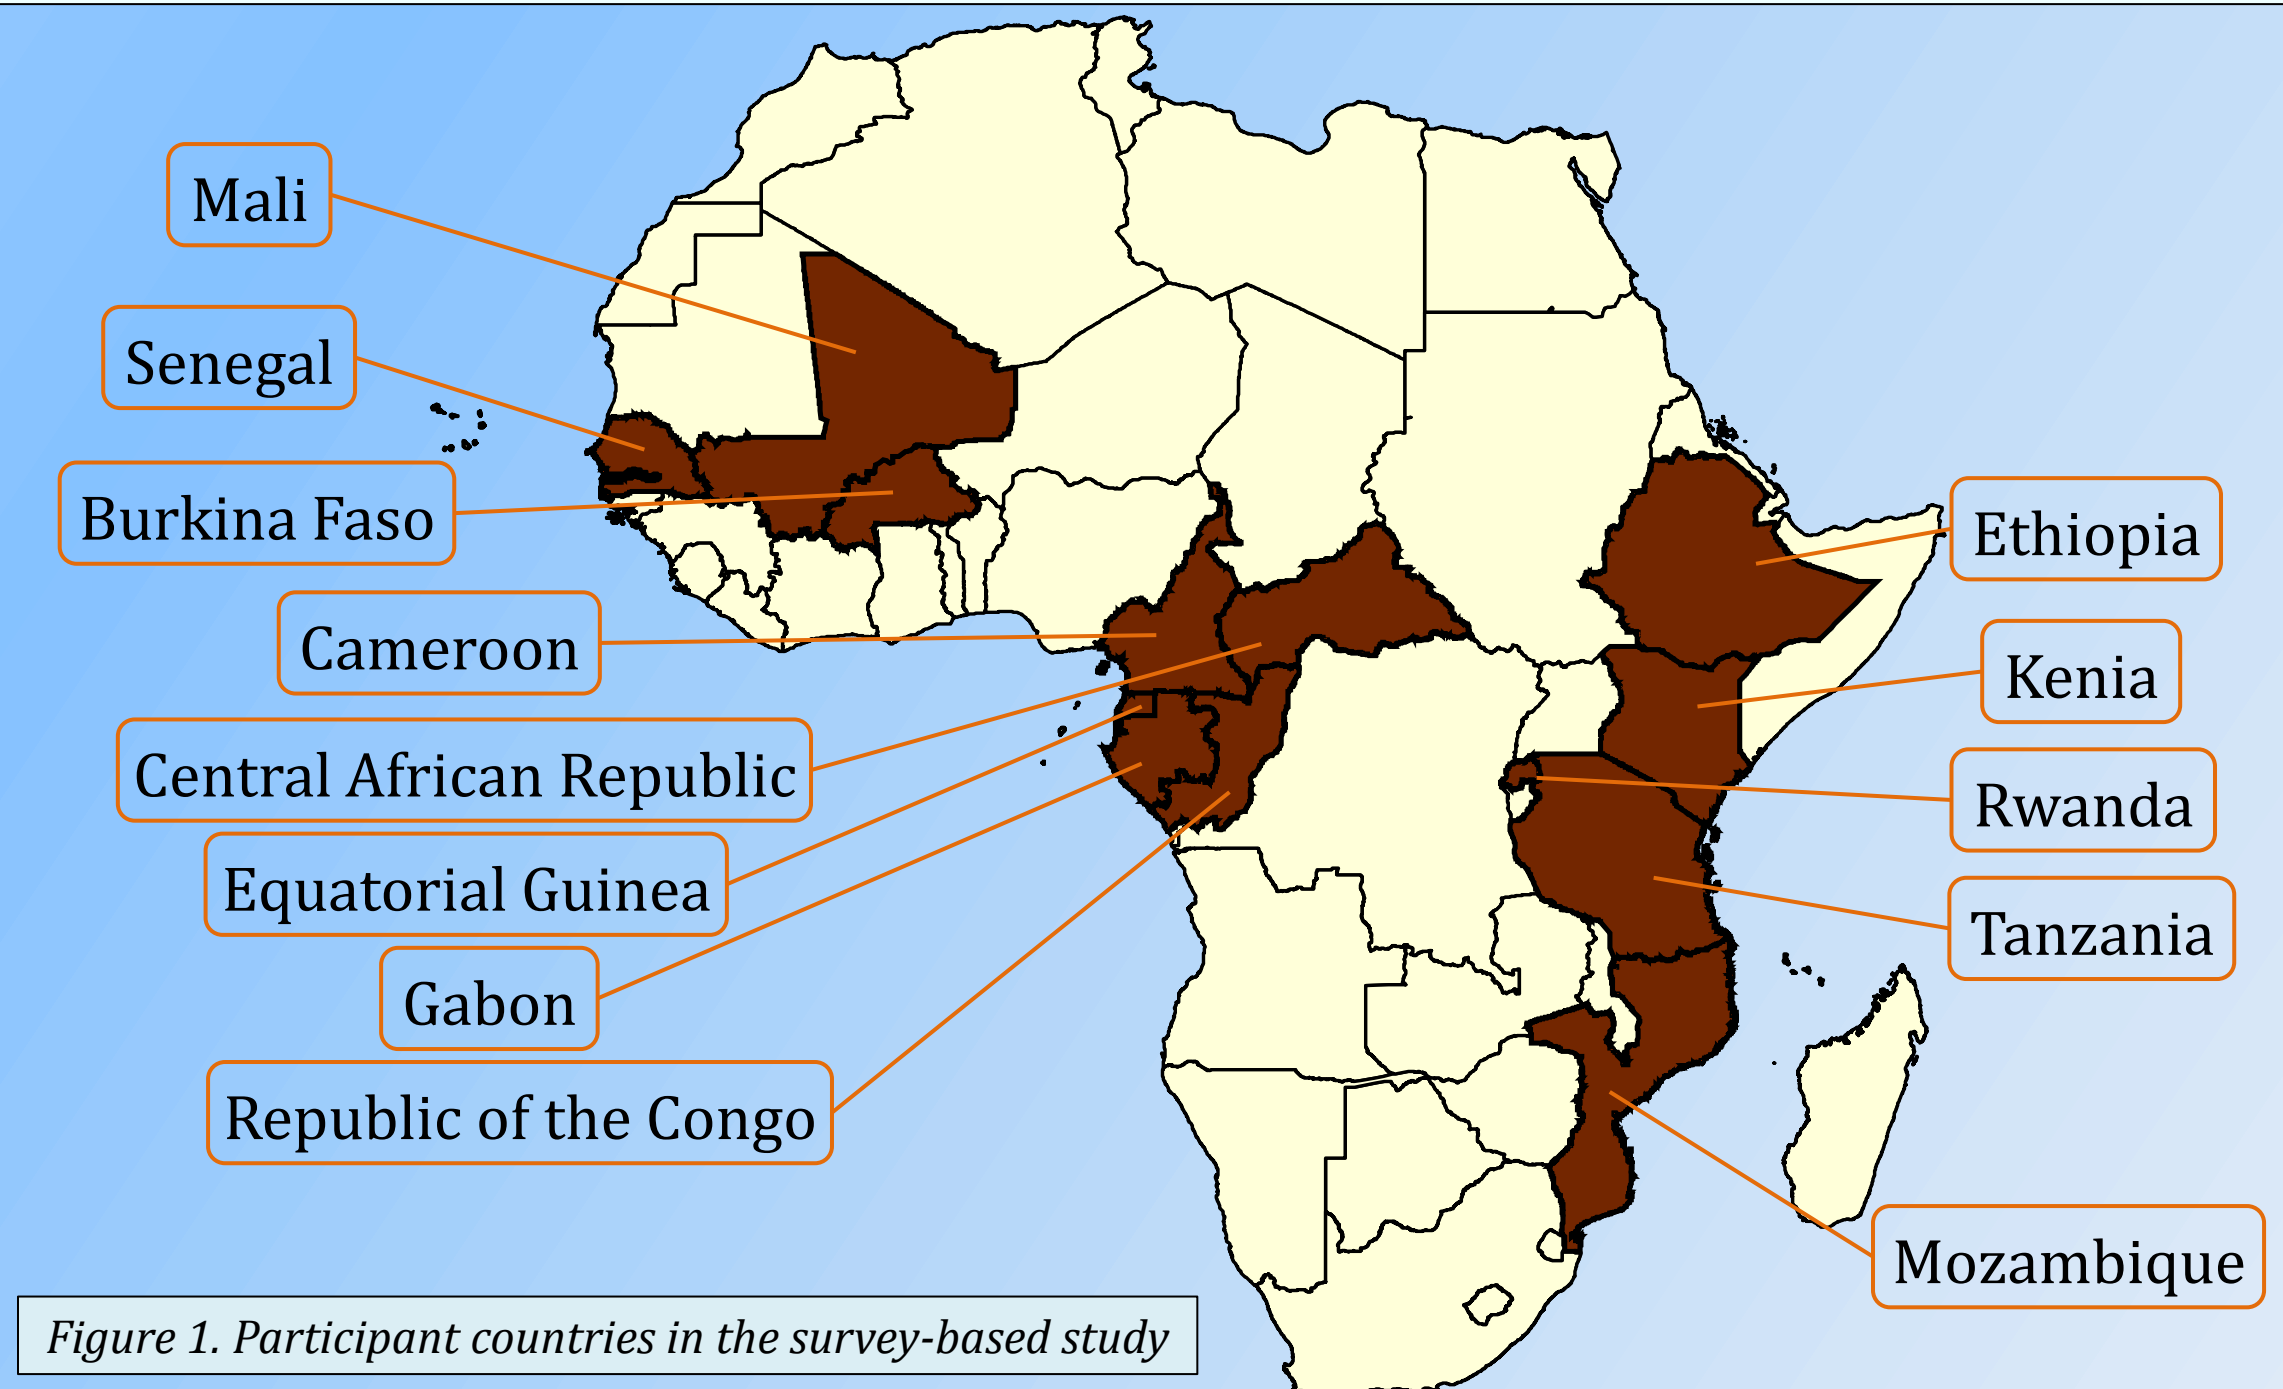 Mali
Senegal
Burkina Faso
Cameroon
Central African Republic
Equatorial Guinea
Gabon
Republic of the Congo
Ethiopia
Kenia
Rwanda
Tanzania
Mozambique
Figure 1. Participant countries in the survey-based study